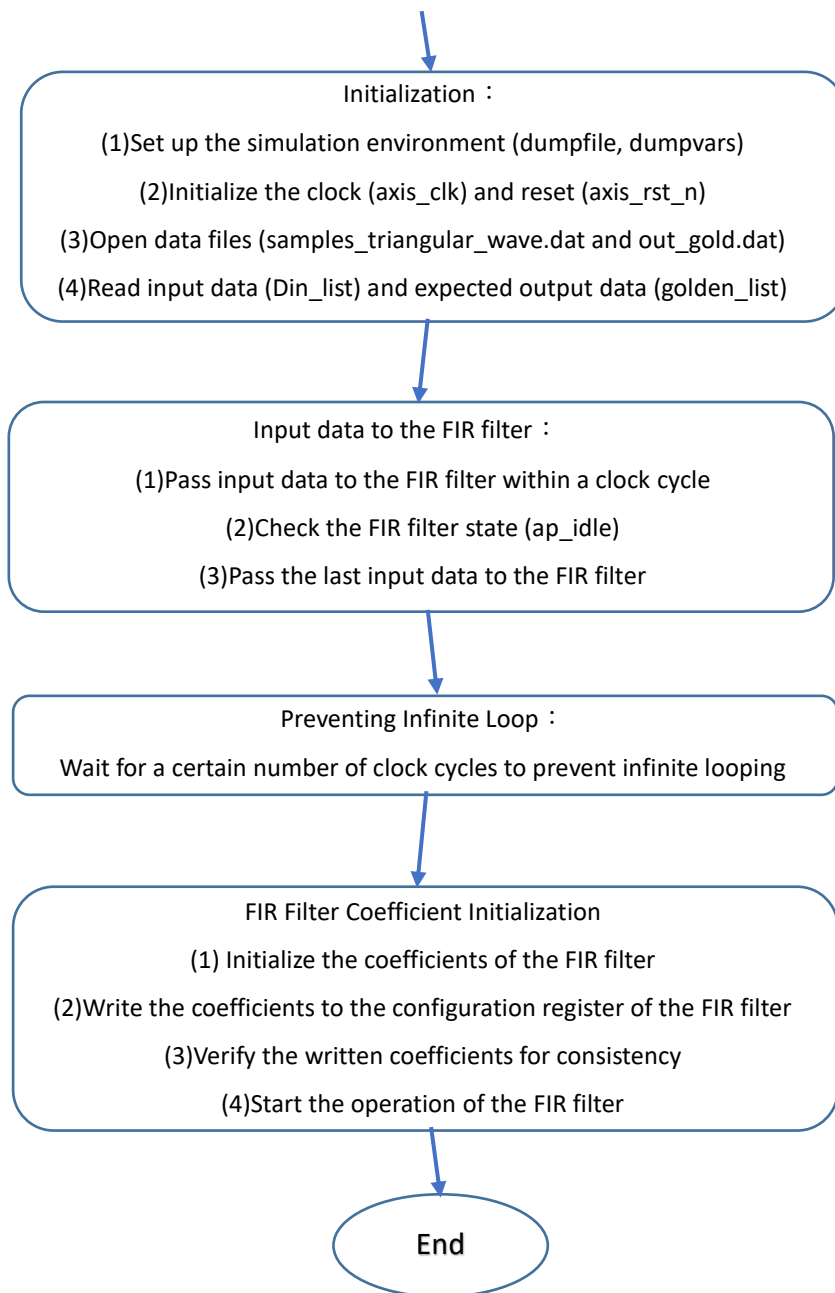 Initialization：
(1)Set up the simulation environment (dumpfile, dumpvars)
(2)Initialize the clock (axis_clk) and reset (axis_rst_n)
(3)Open data files (samples_triangular_wave.dat and out_gold.dat)
(4)Read input data (Din_list) and expected output data (golden_list)
Input data to the FIR filter：
(1)Pass input data to the FIR filter within a clock cycle
(2)Check the FIR filter state (ap_idle)
(3)Pass the last input data to the FIR filter
Preventing Infinite Loop：
Wait for a certain number of clock cycles to prevent infinite looping
FIR Filter Coefficient Initialization
(1) Initialize the coefficients of the FIR filter
(2)Write the coefficients to the configuration register of the FIR filter
(3)Verify the written coefficients for consistency
(4)Start the operation of the FIR filter
End